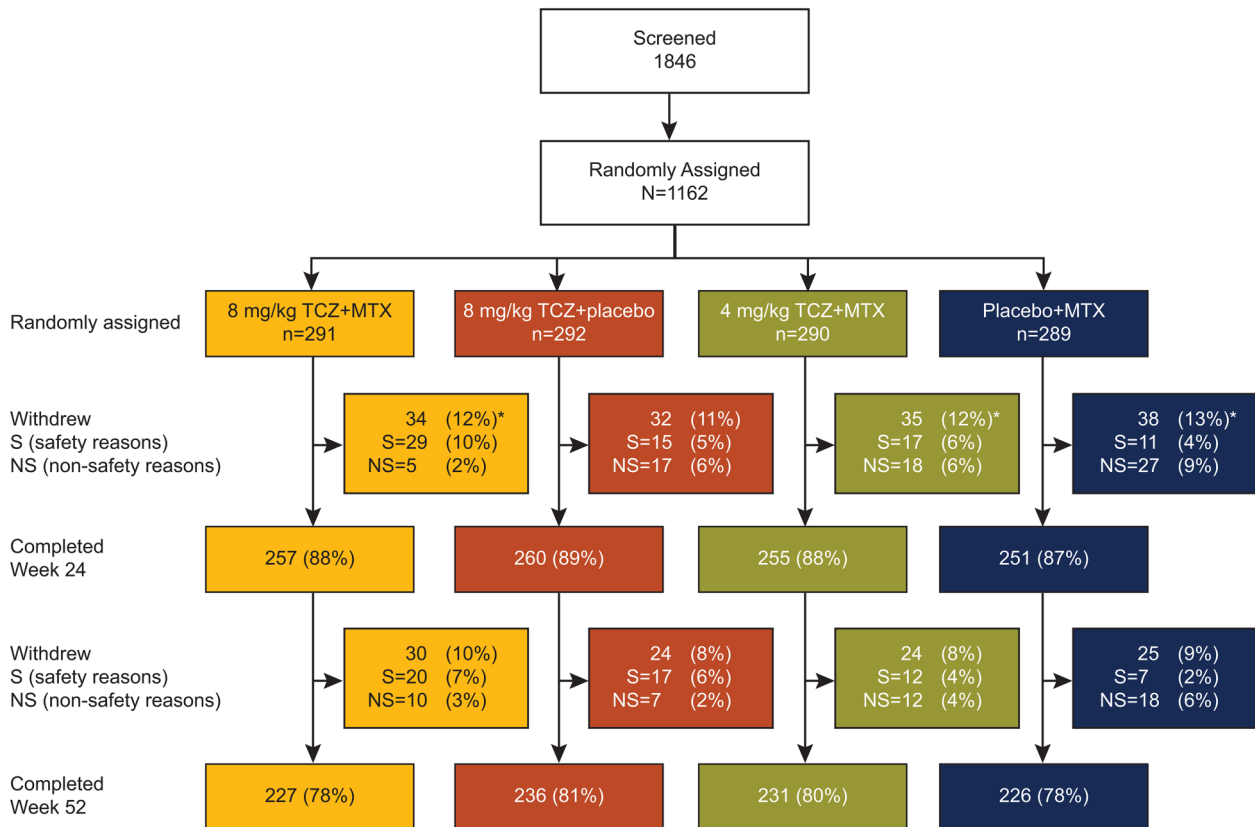 Screened
1846
Randomly Assigned
N=1162
Randomly assigned
8 mg/kg TCZ+MTX
n=291
8 mg/kg TCZ+placebo
n=292
4 mg/kg TCZ+MTX
n=290
Placebo+MTX
n=289
Withdrew
S (safety reasons)
NS (non-safety reasons)
34 (12%)*
S=29 (10%)
NS=5 (2%)
32 (11%)
S=15 (5%)
NS=17 (6%)
35 (12%)*
S=17 (6%)
NS=18 (6%)
38 (13%)*
S=11 (4%)
NS=27 (9%)
Completed
Week 24
257 (88%)
260 (89%)
255 (88%)
251 (87%)
Withdrew
S (safety reasons)
NS (non-safety reasons)
30 (10%)
S=20 (7%)
NS=10 (3%)
24 (8%)
S=17 (6%)
NS=7 (2%)
24 (8%)
S=12 (4%)
NS=12 (4%)
25 (9%)
S=7 (2%)
NS=18 (6%)
Completed
Week 52
227 (78%)
236 (81%)
231 (80%)
226 (78%)